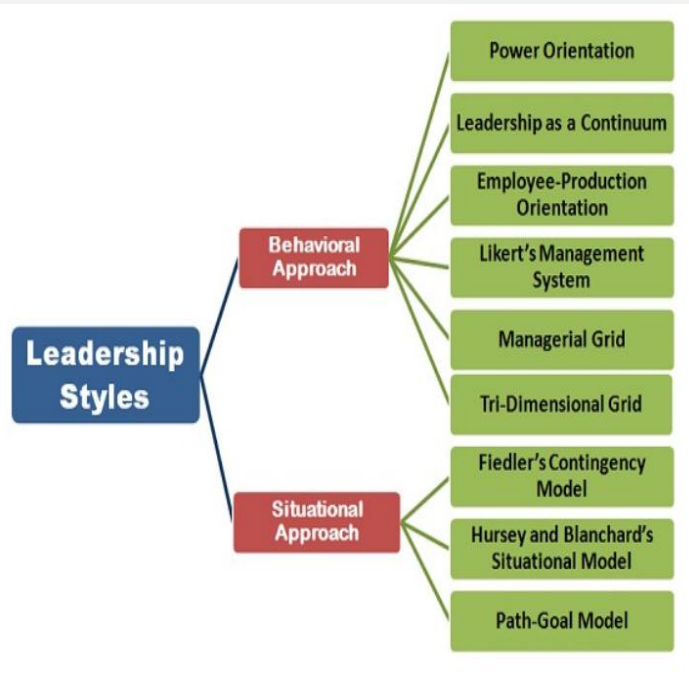 Leadership
Styles
Behavioral
Approach
Power Orientation
Leadership as a Continuum
Employee-Production
Orientation
Likert's Management
System
Managerial Grid
Tri-Dimensional Grid
Situational
Approach
Fiedler's Contingency
Model
Hursey and Blanchard's
Situational Model
Path-Goal Model